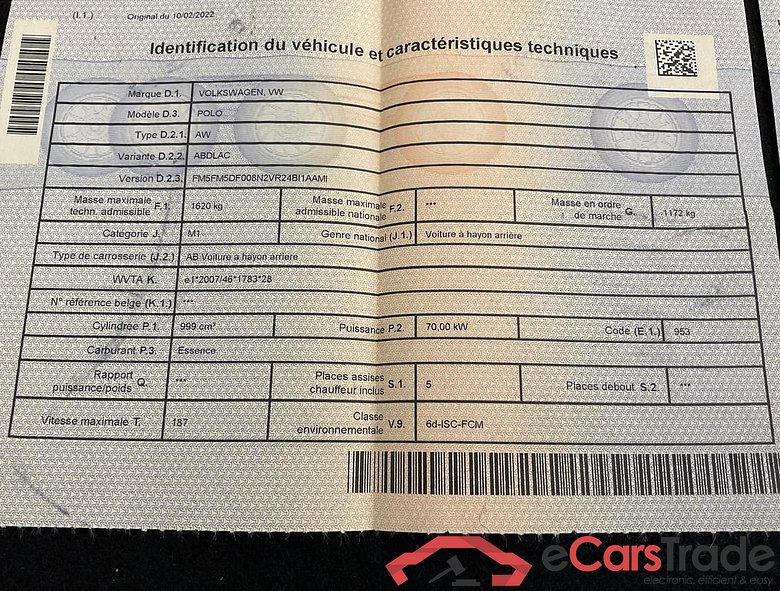 (I.1.) Original du 10/02/2022
Identification du véhicule et caractéristiques techniques
Marque D.1. VOLKSWAGEN, VW
Modèle D.3. POLO
Type D.2.1. AW
Variante D.2.2. ABDLAC
Version D.2.3. FM5FM5DF008N2VR24BI1AAMI
Masse maximale techn. admissible F.1. 1620 kg Masse maximale admissible nationale F.2. *** Masse en ordre de marche G. 1172 kg
Catégorie J. M1 Genre national (J.1.) Voiture à hayon arrière
Type de carrosserie (J.2.) AB Voiture a hayon arriere
WVTA K. e1*2007/46*1783*28
N° référence belge (K.1.) ***
Cylindrée P.1. 999 cm³ Puissance P.2. 70,00 kW Code (E.1.) 953
Carburant P.3. Essence
Rapport puissance/poids Q. *** Places assises chauffeur inclus S.1. 5 Places debout S.2. ***
Vitesse maximale T. 187 Classe environnementale V.9. 6d-ISC-FCM
eCarsTrade
electronic, efficient & easy